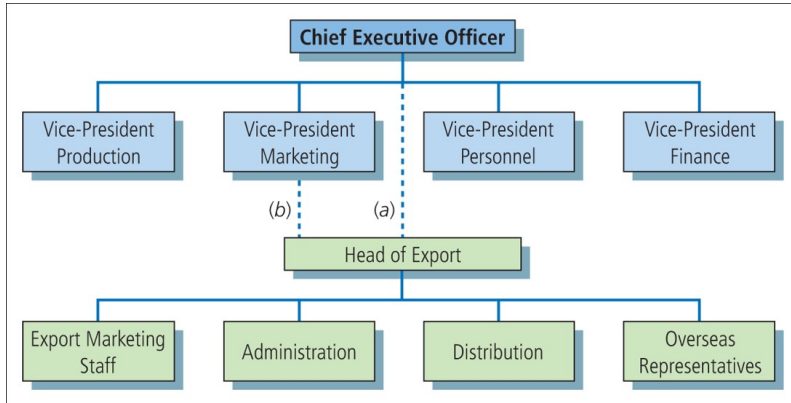 Chief Executive Officer
Vice-President
Production
Vice-President
Marketing
Vice-President
Personnel
Vice-President
Finance
(b)
(a)
Head of Export
Export Marketing
Staff
Administration
Distribution
Overseas
Representatives